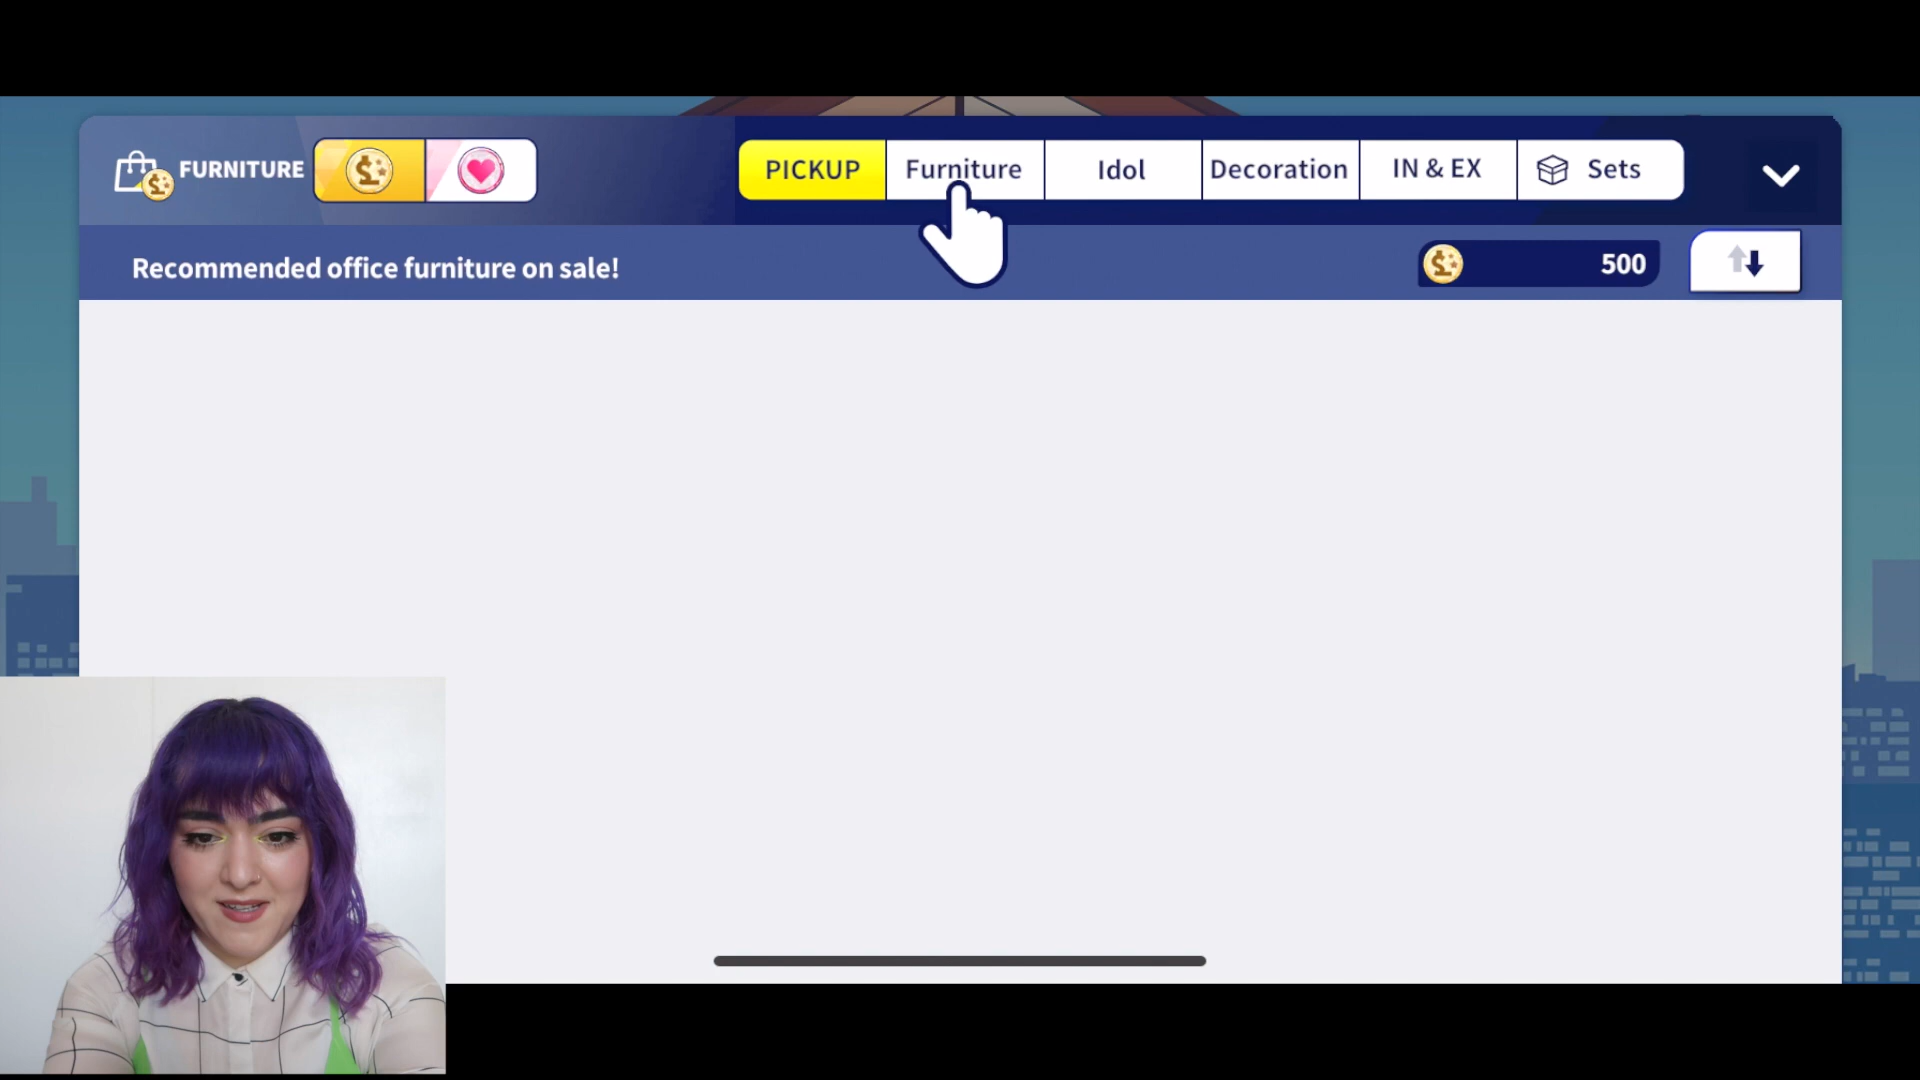 FURNITURE
PICKUP
Furniture
Idol
Decoration
IN & EX
Sets
Recommended office furniture on sale!
500